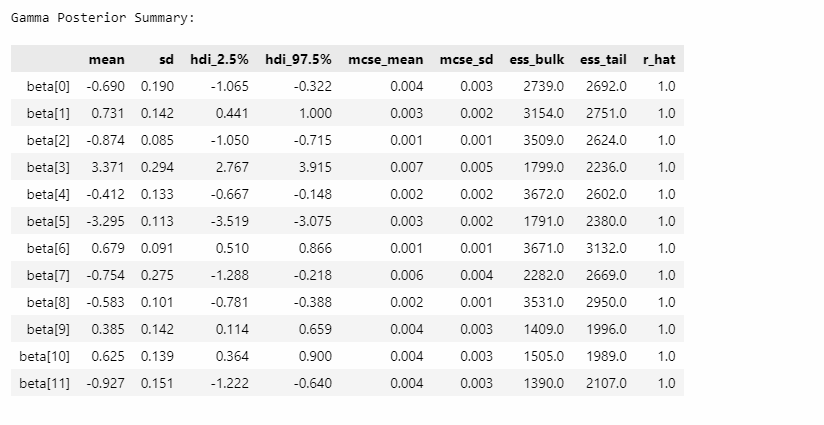 Gamma Posterior Summary:
mean sd hdi_2.5% hdi_97.5% mcse_mean mcse_sd ess_bulk ess_tail r_hat
beta[0] -0.690 0.190 -1.065 -0.322 0.004 0.003 2739.0 2692.0 1.0
beta[1] 0.731 0.142 0.441 1.000 0.003 0.002 3154.0 2751.0 1.0
beta[2] -0.874 0.085 -1.050 -0.715 0.001 0.001 3509.0 2624.0 1.0
beta[3] 3.371 0.294 2.767 3.915 0.007 0.005 1799.0 2236.0 1.0
beta[4] -0.412 0.133 -0.667 -0.148 0.002 0.002 3672.0 2602.0 1.0
beta[5] -3.295 0.113 -3.519 -3.075 0.003 0.002 1791.0 2380.0 1.0
beta[6] 0.679 0.091 0.510 0.866 0.001 0.001 3671.0 3132.0 1.0
beta[7] -0.754 0.275 -1.288 -0.218 0.006 0.004 2282.0 2669.0 1.0
beta[8] -0.583 0.101 -0.781 -0.388 0.002 0.001 3531.0 2950.0 1.0
beta[9] 0.385 0.142 0.114 0.659 0.004 0.003 1409.0 1996.0 1.0
beta[10] 0.625 0.139 0.364 0.900 0.004 0.003 1505.0 1989.0 1.0
beta[11] -0.927 0.151 -1.222 -0.640 0.004 0.003 1390.0 2107.0 1.0